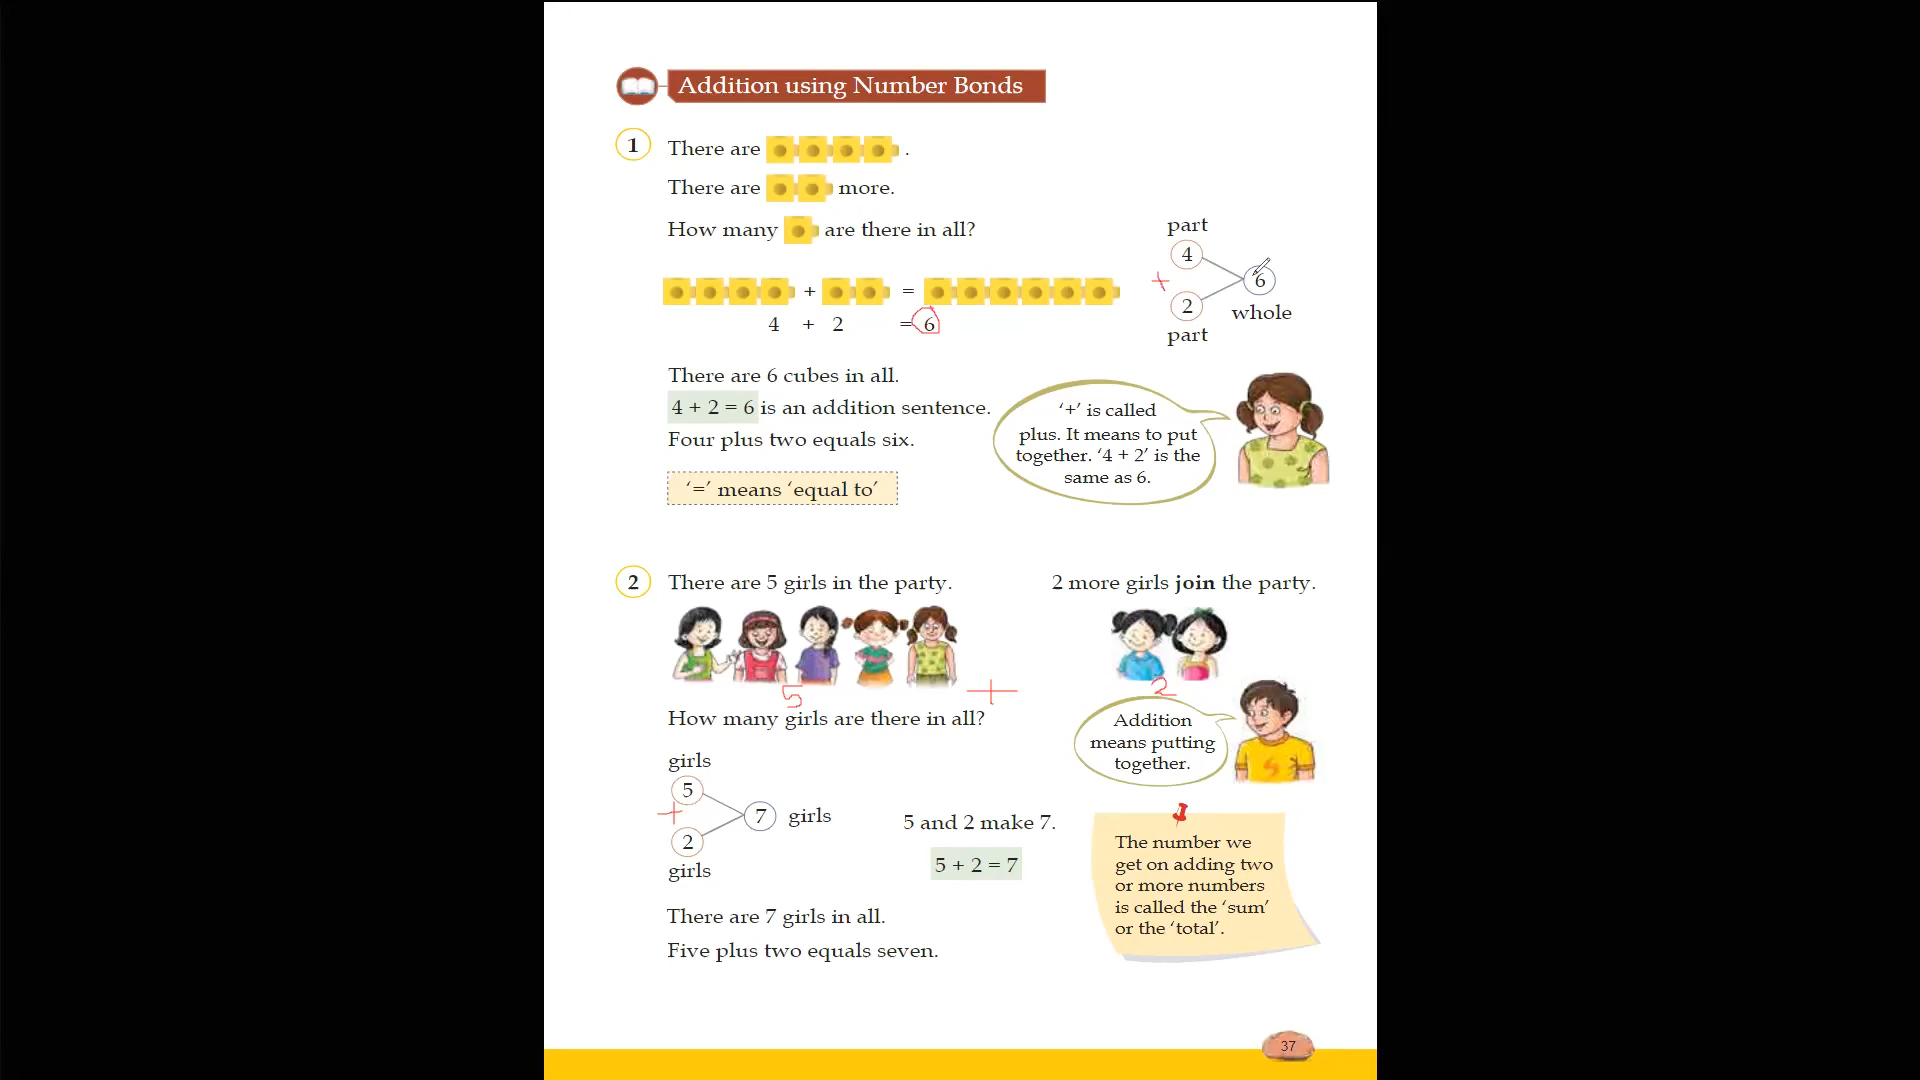 Addition using Number Bonds
1
There are .
There are more.
How many are there in all?
part
4
+
6
2
whole
part
+ =
4 + 2 = 6
There are 6 cubes in all.
4 + 2 = 6 is an addition sentence.
Four plus two equals six.
‘=’ means ‘equal to’
‘+’ is called
plus. It means to put
together. ‘4 + 2’ is the
same as 6.
2
There are 5 girls in the party.
2 more girls join the party.
5 + 2
How many girls are there in all?
Addition
means putting
together.
girls
5
+
7 girls
2
girls
5 and 2 make 7.
5 + 2 = 7
There are 7 girls in all.
Five plus two equals seven.
The number we
get on adding two
or more numbers
is called the ‘sum’
or the ‘total’.
37